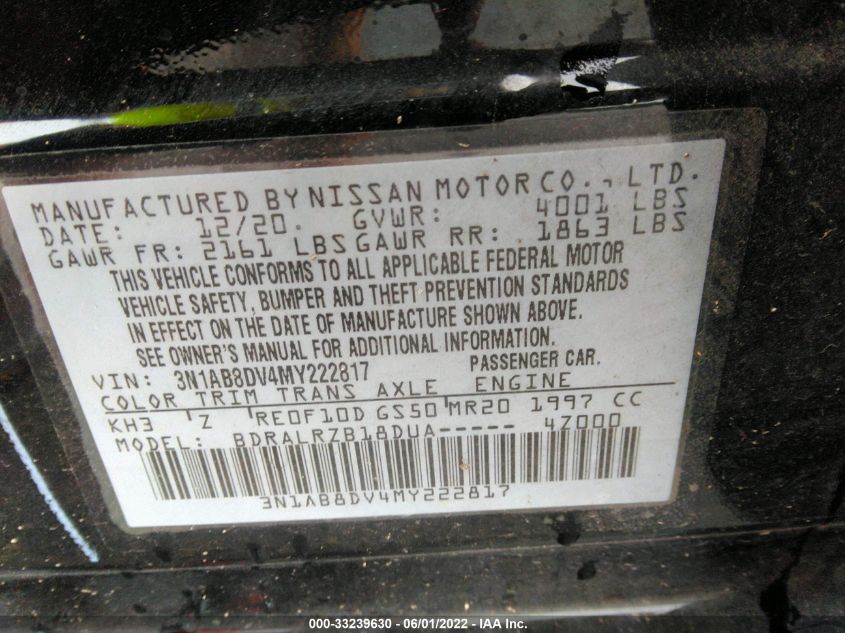 MANUFACTURED BY NISSAN MOTOR CO., LTD.
DATE: 12/20. GVWR: 4001 LBS
GAWR FR: 2161 LBS GAWR RR: 1863 LBS
THIS VEHICLE CONFORMS TO ALL APPLICABLE FEDERAL MOTOR
VEHICLE SAFETY, BUMPER AND THEFT PREVENTION STANDARDS
IN EFFECT ON THE DATE OF MANUFACTURE SHOWN ABOVE.
SEE OWNER'S MANUAL FOR ADDITIONAL INFORMATION.
VIN: 3N1AB8DV4MY222817 PASSENGER CAR.
COLOR TRIM TRANS AXLE ENGINE
KH3 Z RE0F10D GS50 MR20 1997 CC
MODEL: BDRALRZB18DUA----- 4Z000
3N1AB8DV4MY222817
000-33239630 - 06/01/2022 - IAA Inc.